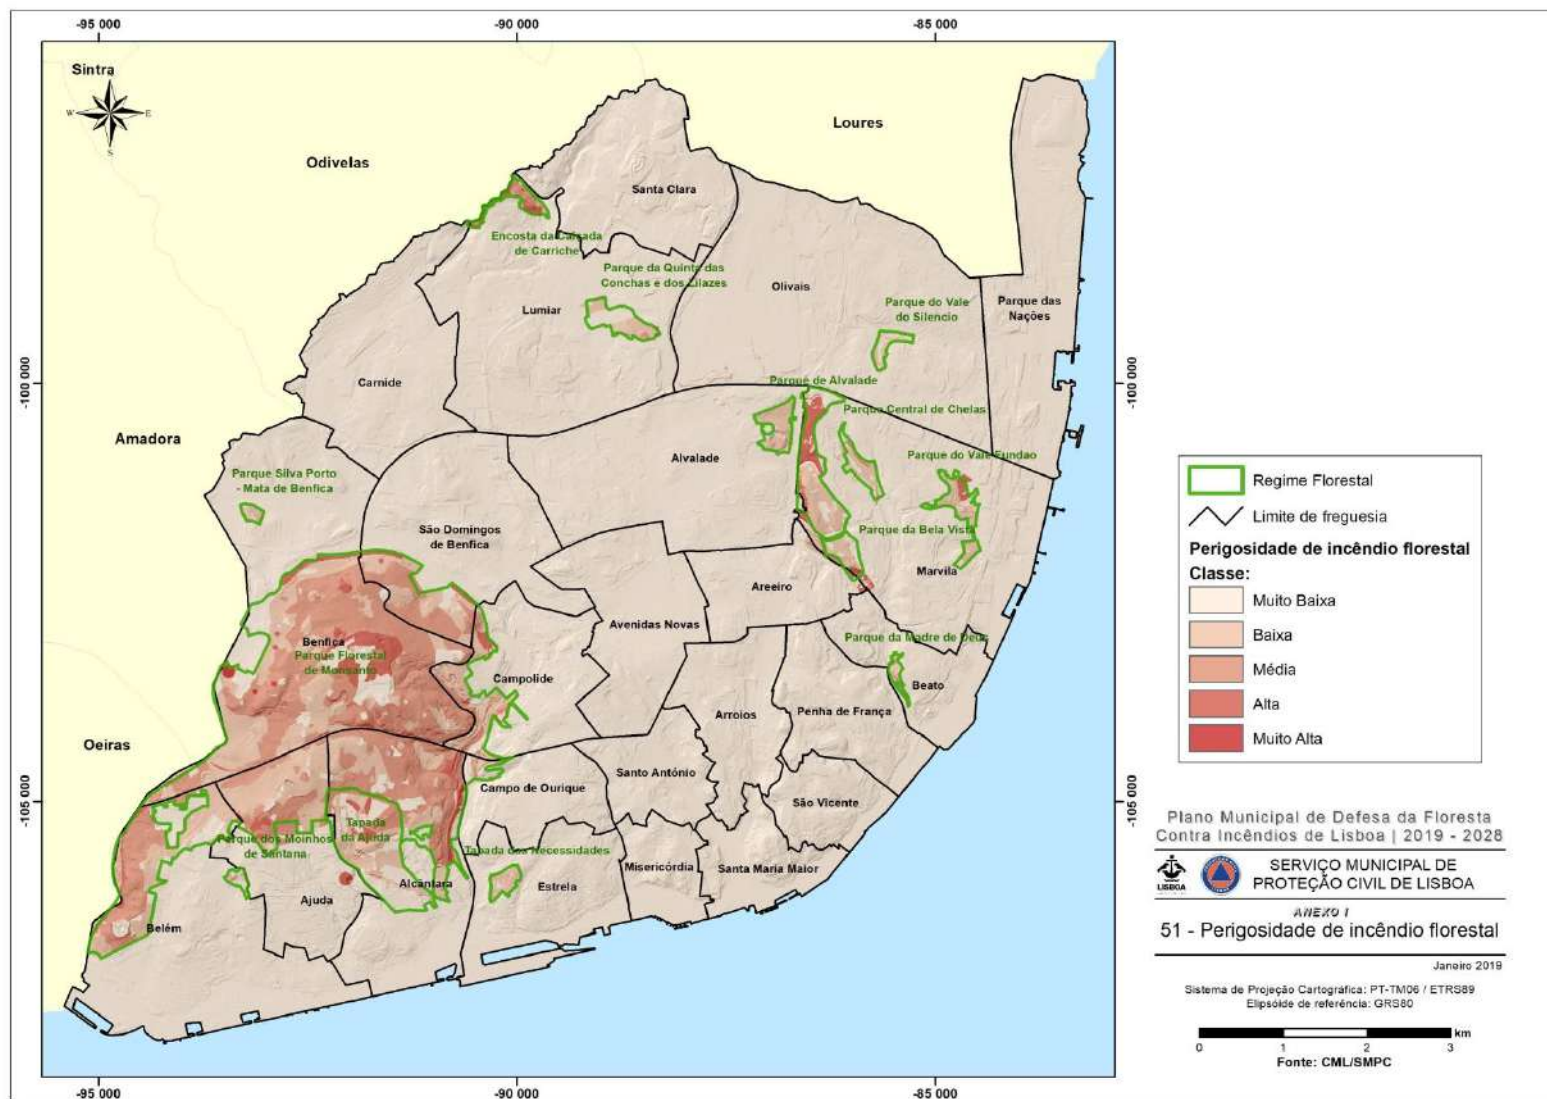 -95 000
-90 000
-85 000
Sintra
N
W
E
S
Loures
Odivelas
Santa Clara
Encosta da Calçada
de Carriche
Parque da Quinta das
Conchas e dos Lilazes
Olivais
Lumiar
Parque do Vale
do Silencio
Parque das
Nações
-100 000
Carnide
Parque de Alvalade
-100 000
Parque Central de Chelas
Amadora
Alvalade
Parque do Vale Fundao
Parque Silva Porto
- Mata de Benfica
São Domingos
de Benfica
Parque da Bela Vista
Marvila
Areeiro
Avenidas Novas
Benfica
Parque Florestal
de Monsanto
Parque da Madre de Deus
Campolide
Beato
Arroios
Penha de França
Oeiras
Santo António
Campo de Ourique
São Vicente
-105 000
-105 000
Tapada
da Ajuda
Parque dos Moinhos
de Santana
Tapada das Necessidades
Misericórdia
Santa Maria Maior
Alcântara
Estrela
Ajuda
Belém
-95 000
-90 000
-85 000
Regime Florestal
Limite de freguesia
Perigosidade de incêndio florestal
Classe:
Muito Baixa
Baixa
Média
Alta
Muito Alta
Plano Municipal de Defesa da Floresta
Contra Incêndios de Lisboa | 2019 - 2028
LISBOA
SERVIÇO MUNICIPAL DE
PROTEÇÃO CIVIL DE LISBOA
ANEXO I
51 - Perigosidade de incêndio florestal
Janeiro 2019
Sistema de Projeção Cartográfica: PT-TM06 / ETRS89
Elipsóide de referência: GRS80
km
0 1 2 3
Fonte: CML/SMPC